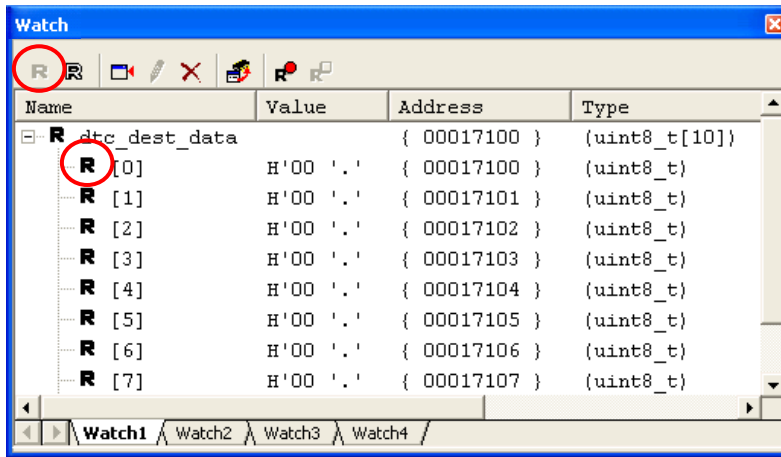 Watch
R R R R
Name Value Address Type
R dtc_dest_data { 00017100 } (uint8_t[10])
R [0] H'00 '.' { 00017100 } (uint8_t)
R [1] H'00 '.' { 00017101 } (uint8_t)
R [2] H'00 '.' { 00017102 } (uint8_t)
R [3] H'00 '.' { 00017103 } (uint8_t)
R [4] H'00 '.' { 00017104 } (uint8_t)
R [5] H'00 '.' { 00017105 } (uint8_t)
R [6] H'00 '.' { 00017106 } (uint8_t)
R [7] H'00 '.' { 00017107 } (uint8_t)
Watch1 Watch2 Watch3 Watch4